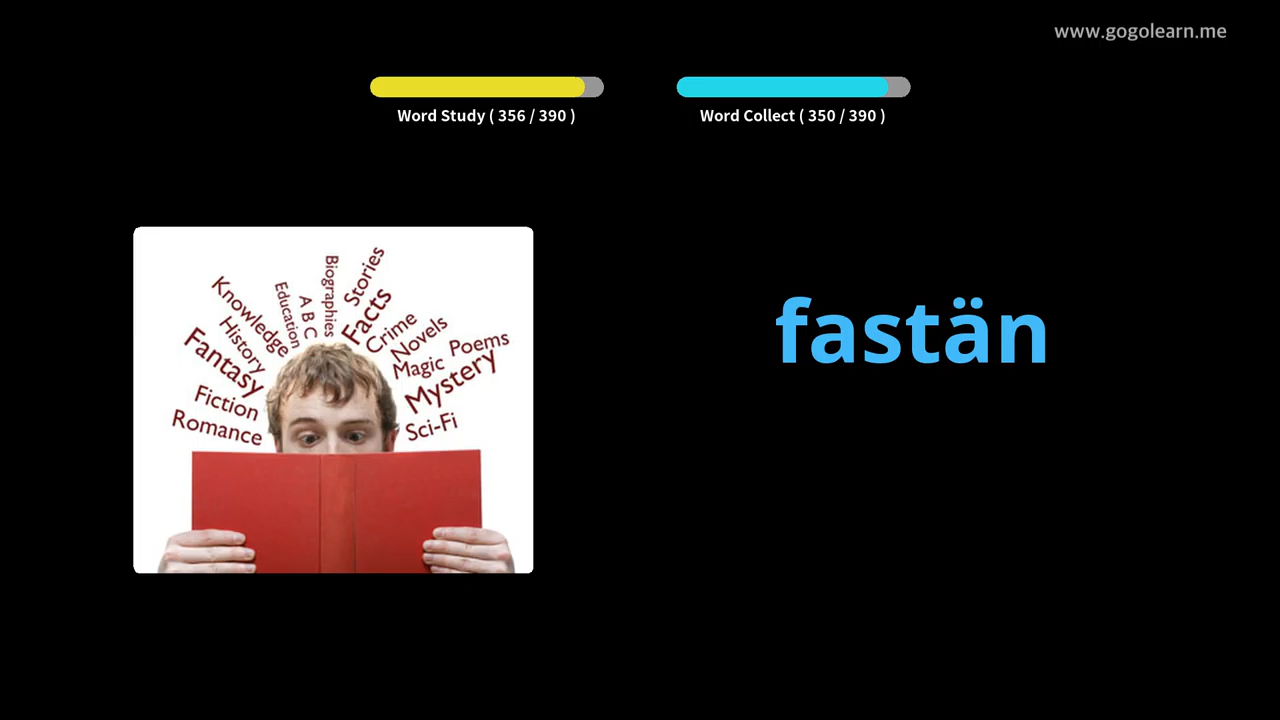 www.gogolearn.me
Word Study ( 356 / 390 )
Word Collect ( 350 / 390 )
fastän
Biographies
Stories
Education
A B C
Facts
Knowledge
History
Crime
Novels
Fantasy
Magic
Poems
Mystery
Fiction
Romance
Sci-Fi